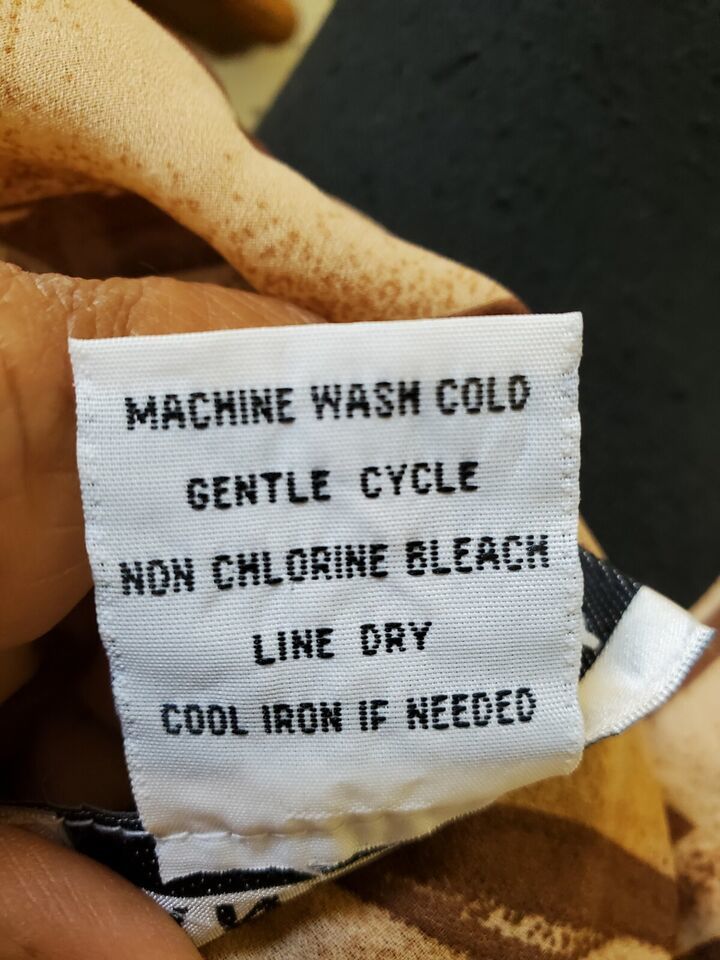 MACHINE WASH COLD
GENTLE CYCLE
NON CHLORINE BLEACH
LINE DRY
COOL IRON IF NEEDED